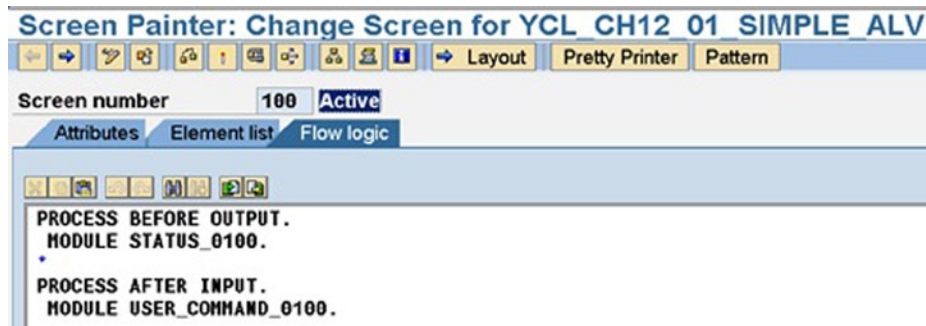 Screen Painter: Change Screen for YCL_CH12_01_SIMPLE_ALV
Layout Pretty Printer Pattern
Screen number 100 Active
Attributes Element list Flow logic
PROCESS BEFORE OUTPUT.
MODULE STATUS_0100.
*
PROCESS AFTER INPUT.
MODULE USER_COMMAND_0100.